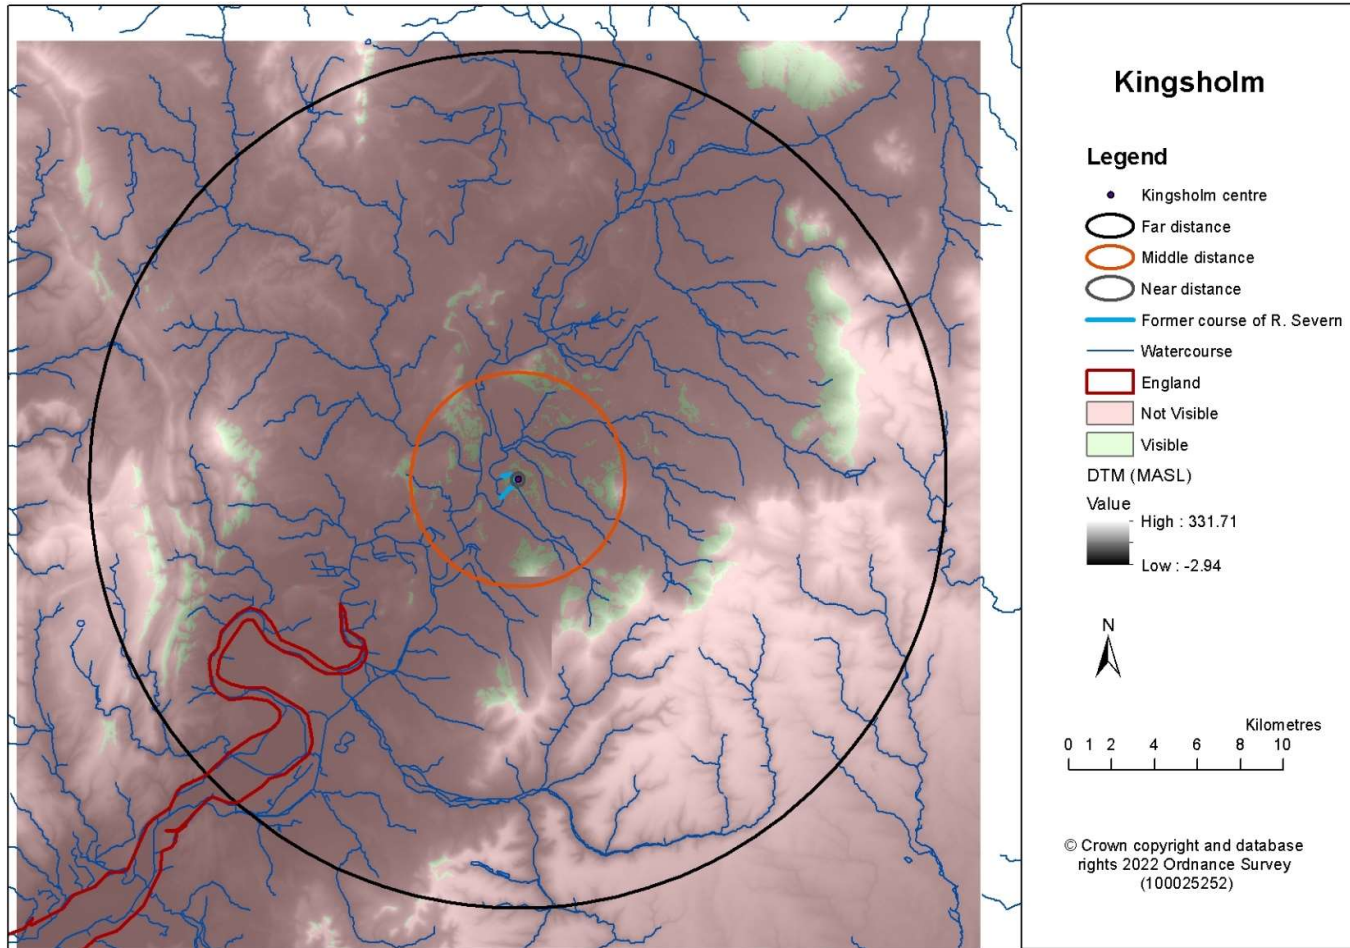 Kingsholm
Legend
Kingsholm centre
Far distance
Middle distance
Near distance
Former course of R. Severn
Watercourse
England
Not Visible
Visible
DTM (MASL)
Value
High : 331.71
Low : -2.94
N
Kilometres
0 1 2 4 6 8 10
© Crown copyright and database
rights 2022 Ordnance Survey
(100025252)